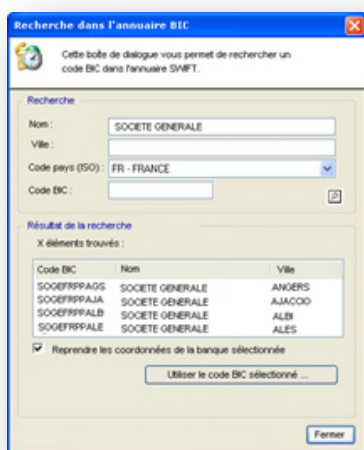 Recherche dans l'annuaire BIC
Cette boîte de dialogue vous permet de rechercher un
code BIC dans l'annuaire SWIFT.
Recherche
Nom : SOCIETE GENERALE
Ville :
Code pays (ISO) : FR - FRANCE
Code BIC :
Résultat de la recherche
X éléments trouvés :
Code BIC Nom Ville
SOGEFRPPAGS SOCIETE GENERALE ANGERS
SOGEFRPPAJA SOCIETE GENERALE AJACCIO
SOGEFRPPALB SOCIETE GENERALE ALBI
SOGEFRPPALE SOCIETE GENERALE ALES
Reprendre les coordonnées de la banque sélectionnée
Utiliser le code BIC sélectionné ...
Fermer